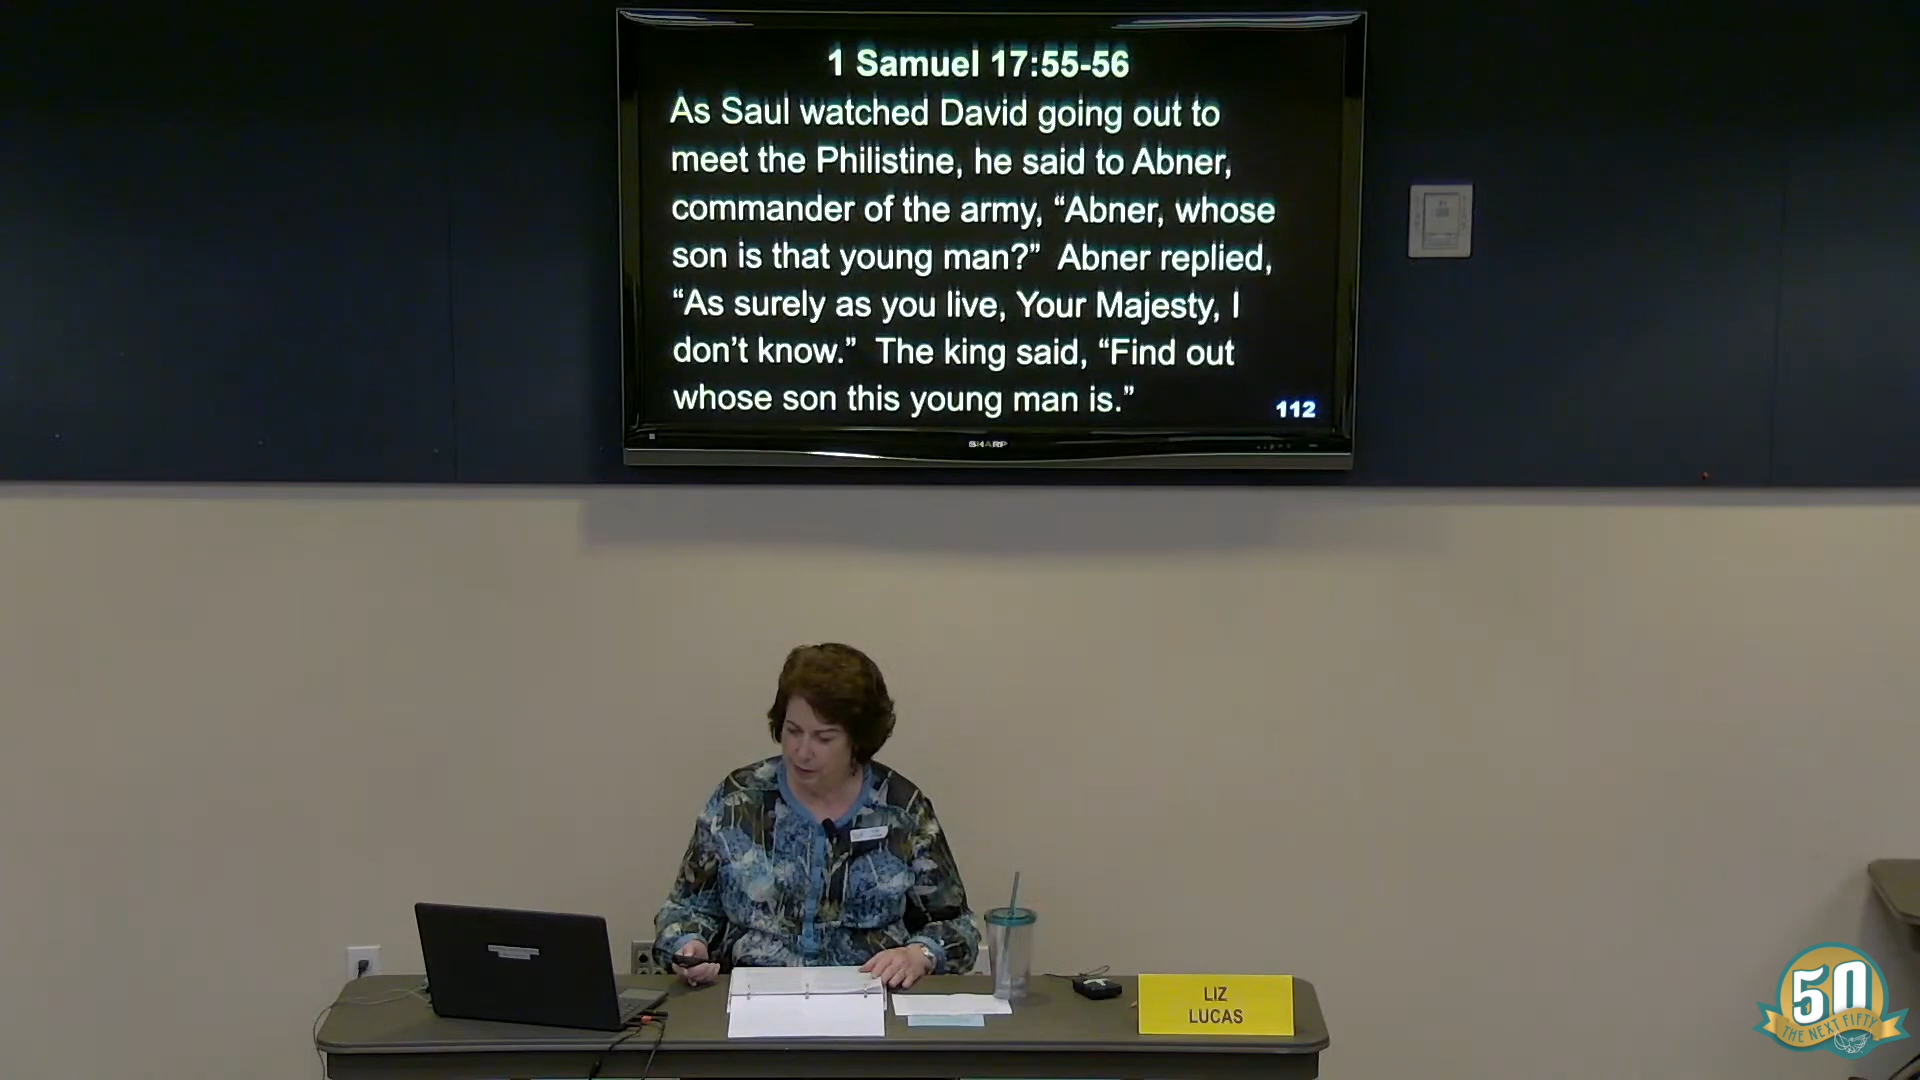 1 Samuel 17:55-56
As Saul watched David going out to
meet the Philistine, he said to Abner,
commander of the army, “Abner, whose
son is that young man?”  Abner replied,
“As surely as you live, Your Majesty, I
don’t know.”  The king said, “Find out
whose son this young man is.”
112
SHARP
LIZ
LUCAS
50
THE NEXT FIFTY